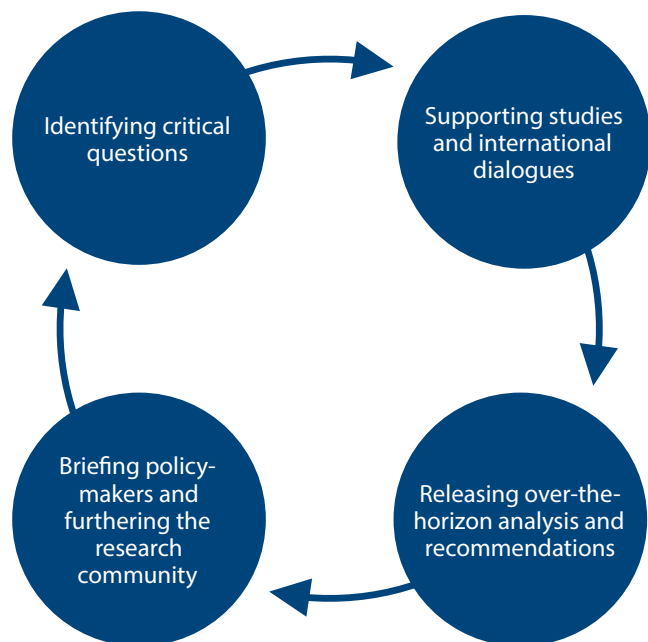 Identifying critical
questions
Supporting studies
and international
dialogues
Releasing over-the-
horizon analysis and
recommendations
Briefing policy-
makers and
furthering the
research
community